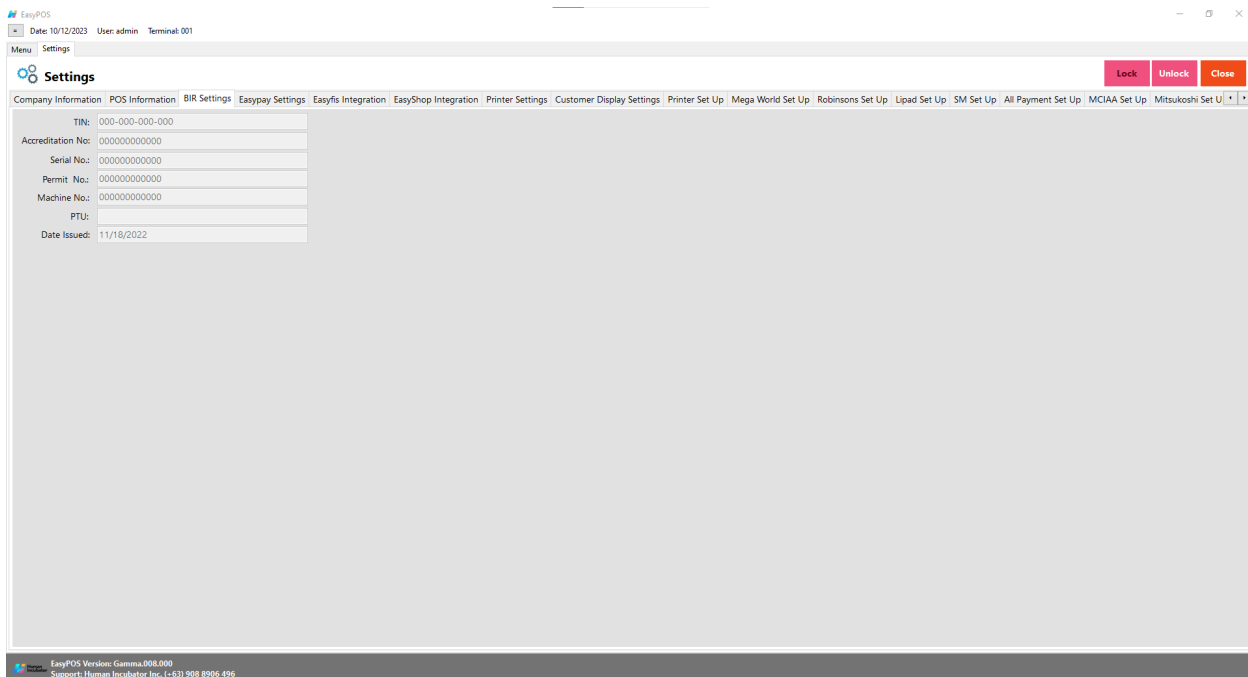 EasyPOS
Date: 10/12/2023 User: admin Terminal: 001
Menu Settings
Settings Lock Unlock Close
Company Information POS Information BIR Settings Easypay Settings Easyfis Integration EasyShop Integration Printer Settings Customer Display Settings Printer Set Up Mega World Set Up Robinsons Set Up Lipad Set Up SM Set Up All Payment Set Up MCIAA Set Up Mitsukoshi Set U
TIN: 000-000-000-000
Accreditation No: 000000000000
Serial No.: 000000000000
Permit No.: 000000000000
Machine No.: 000000000000
PTU:
Date Issued: 11/18/2022
Human Incubator
EasyPOS Version: Gamma.008.000
Support: Human Incubator Inc. (+63) 908 8906 496